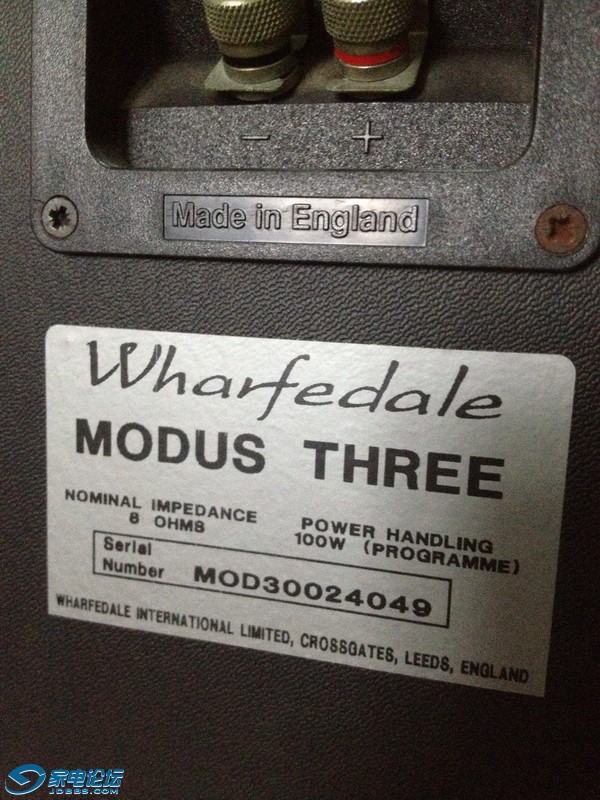 − +
Made in England
Wharfedale
MODUS THREE
NOMINAL IMPEDANCE
8 OHMS
POWER HANDLING
100W (PROGRAMME)
Serial
Number MOD30024049
WHARFEDALE INTERNATIONAL LIMITED, CROSSGATES, LEEDS, ENGLAND
家电论坛
JDBBS.COM